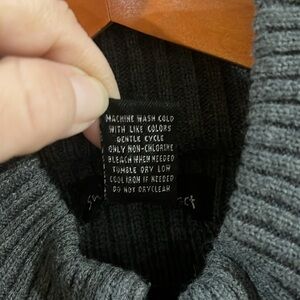 MACHINE WASH COLD
WITH LIKE COLORS
GENTLE CYCLE
ONLY NON-CHLORINE
BLEACH WHEN NEEDED
TUMBLE DRY LOW
COOL IRON IF NEEDED
DO NOT DRYCLEAN